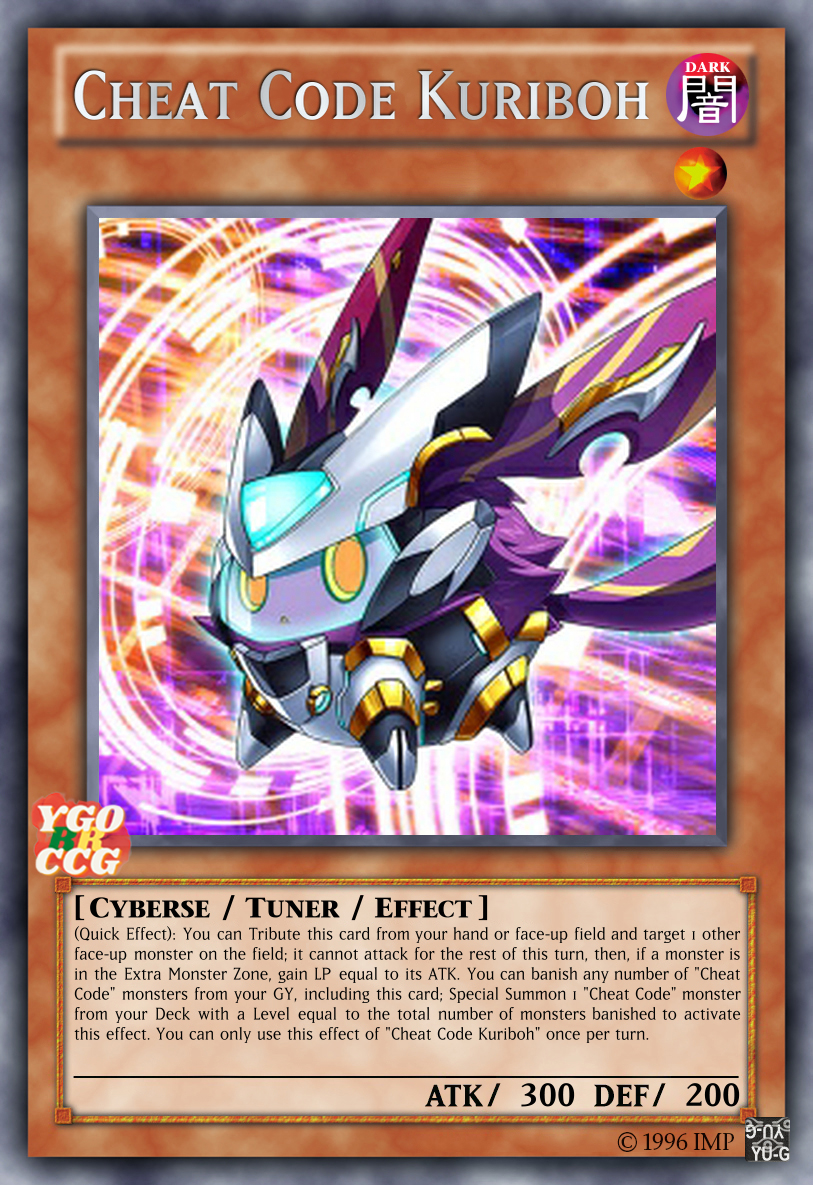 Cheat Code Kuriboh
DARK
闇
YGO
RR
CCG
[ Cyberse / Tuner / Effect ]
(Quick Effect): You can Tribute this card from your hand or face-up field and target 1 other
face-up monster on the field; it cannot attack for the rest of this turn, then, if a monster is
in the Extra Monster Zone, gain LP equal to its ATK. You can banish any number of "Cheat
Code" monsters from your GY, including this card; Special Summon 1 "Cheat Code" monster
from your Deck with a Level equal to the total number of monsters banished to activate
this effect. You can only use this effect of "Cheat Code Kuriboh" once per turn.
ATK/ 300 DEF/ 200
© 1996 IMP
YU-G
YU-G